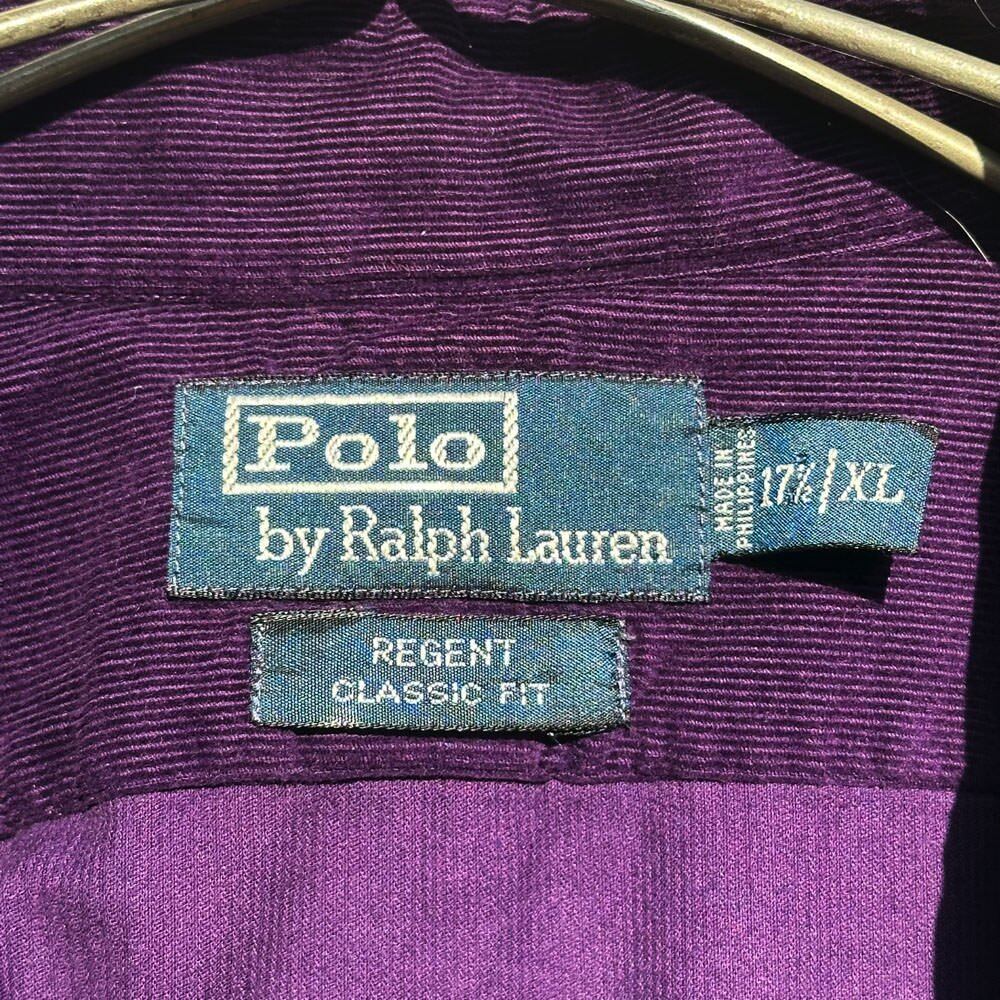 Polo
by Ralph Lauren
MADE IN
PHILIPPINES
17½/XL
REGENT
CLASSIC FIT